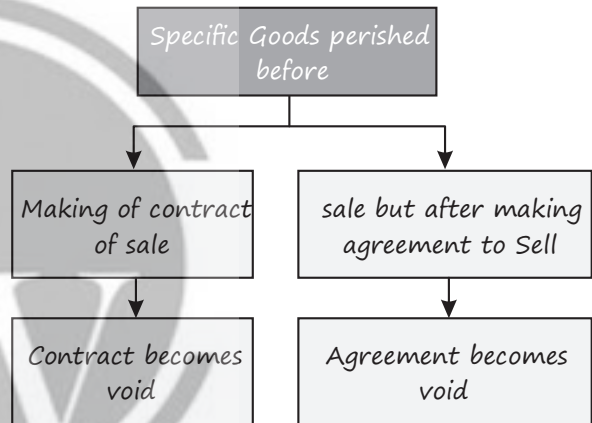 Specific Goods perished
before
Making of contract
of sale
sale but after making
agreement to Sell
Contract becomes
void
Agreement becomes
void